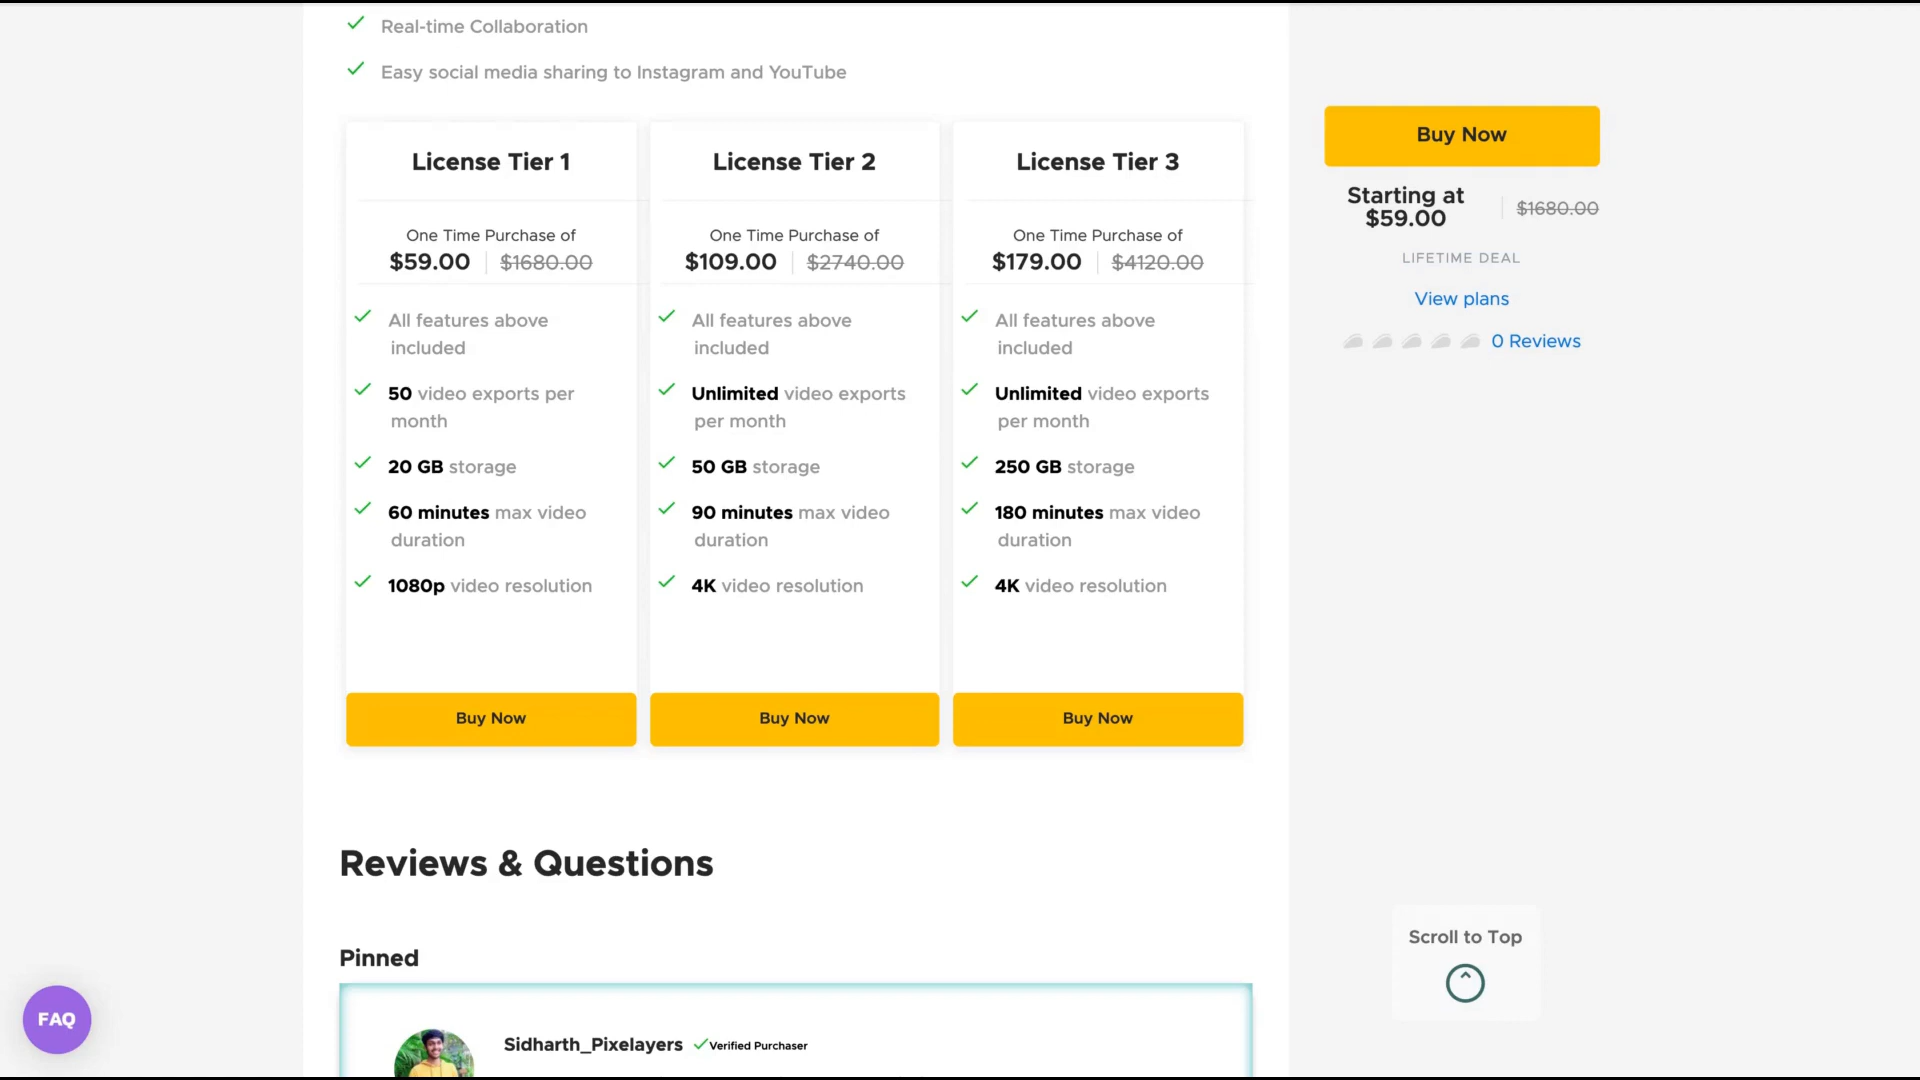 Real-time Collaboration
Easy social media sharing to Instagram and YouTube
License Tier 1
One Time Purchase of
$59.00 $1680.00
All features above
included
50 video exports per
month
20 GB storage
60 minutes max video
duration
1080p video resolution
Buy Now
License Tier 2
One Time Purchase of
$109.00 $2740.00
All features above
included
Unlimited video exports
per month
50 GB storage
90 minutes max video
duration
4K video resolution
Buy Now
License Tier 3
One Time Purchase of
$179.00 $4120.00
All features above
included
Unlimited video exports
per month
250 GB storage
180 minutes max video
duration
4K video resolution
Buy Now
Buy Now
Starting at
$59.00
$1680.00
LIFETIME DEAL
View plans
0 Reviews
Reviews & Questions
Pinned
Sidharth_Pixelayers Verified Purchaser
Scroll to Top
FAQ